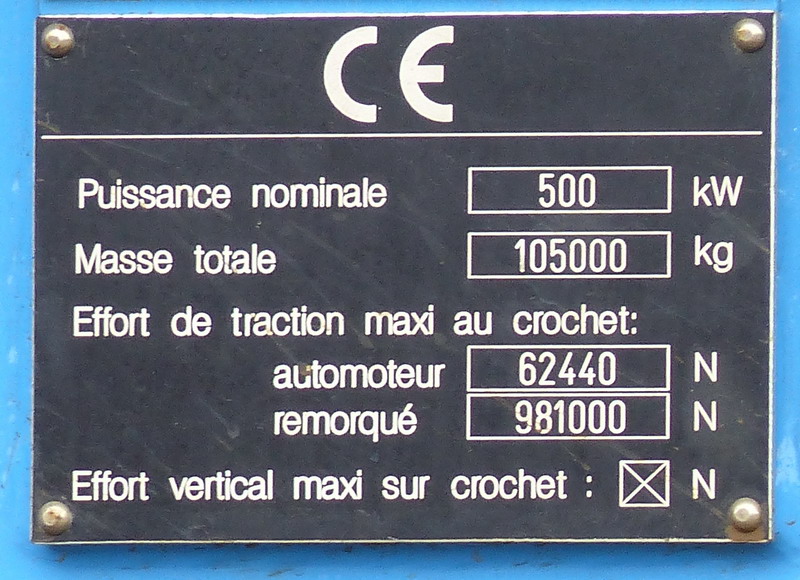 CE
Puissance nominale 500 kW
Masse totale 105000 kg
Effort de traction maxi au crochet:
automoteur 62440 N
remorqué 981000 N
Effort vertical maxi sur crochet : ☒ N